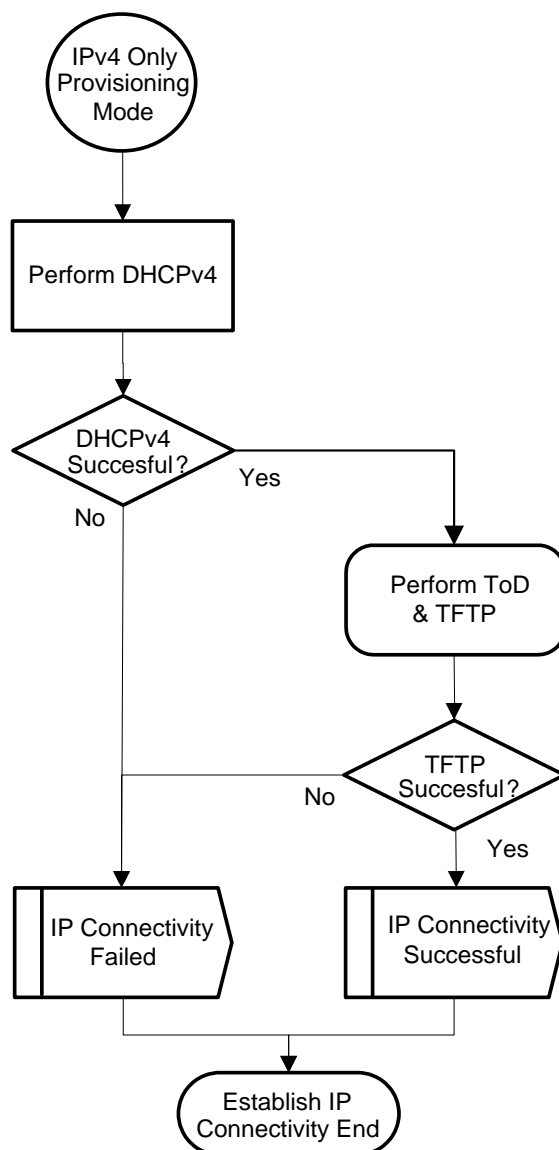 IPv4 Only
Provisioning
Mode
Perform DHCPv4
DHCPv4
Succesful?
Yes
No
Perform ToD
& TFTP
TFTP
Succesful?
No
Yes
IP Connectivity
Failed
IP Connectivity
Successful
Establish IP
Connectivity End